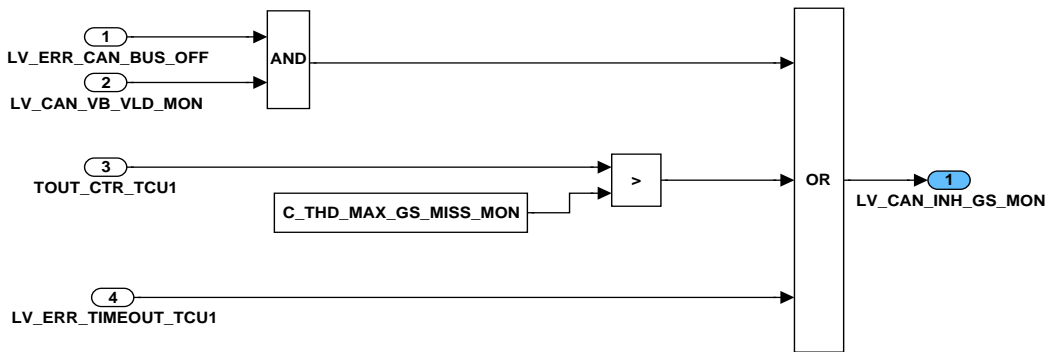 1
LV_ERR_CAN_BUS_OFF
AND
2
LV_CAN_VB_VLD_MON
3
TOUT_CTR_TCU1
>
C_THD_MAX_GS_MISS_MON
OR
1
LV_CAN_INH_GS_MON
4
LV_ERR_TIMEOUT_TCU1